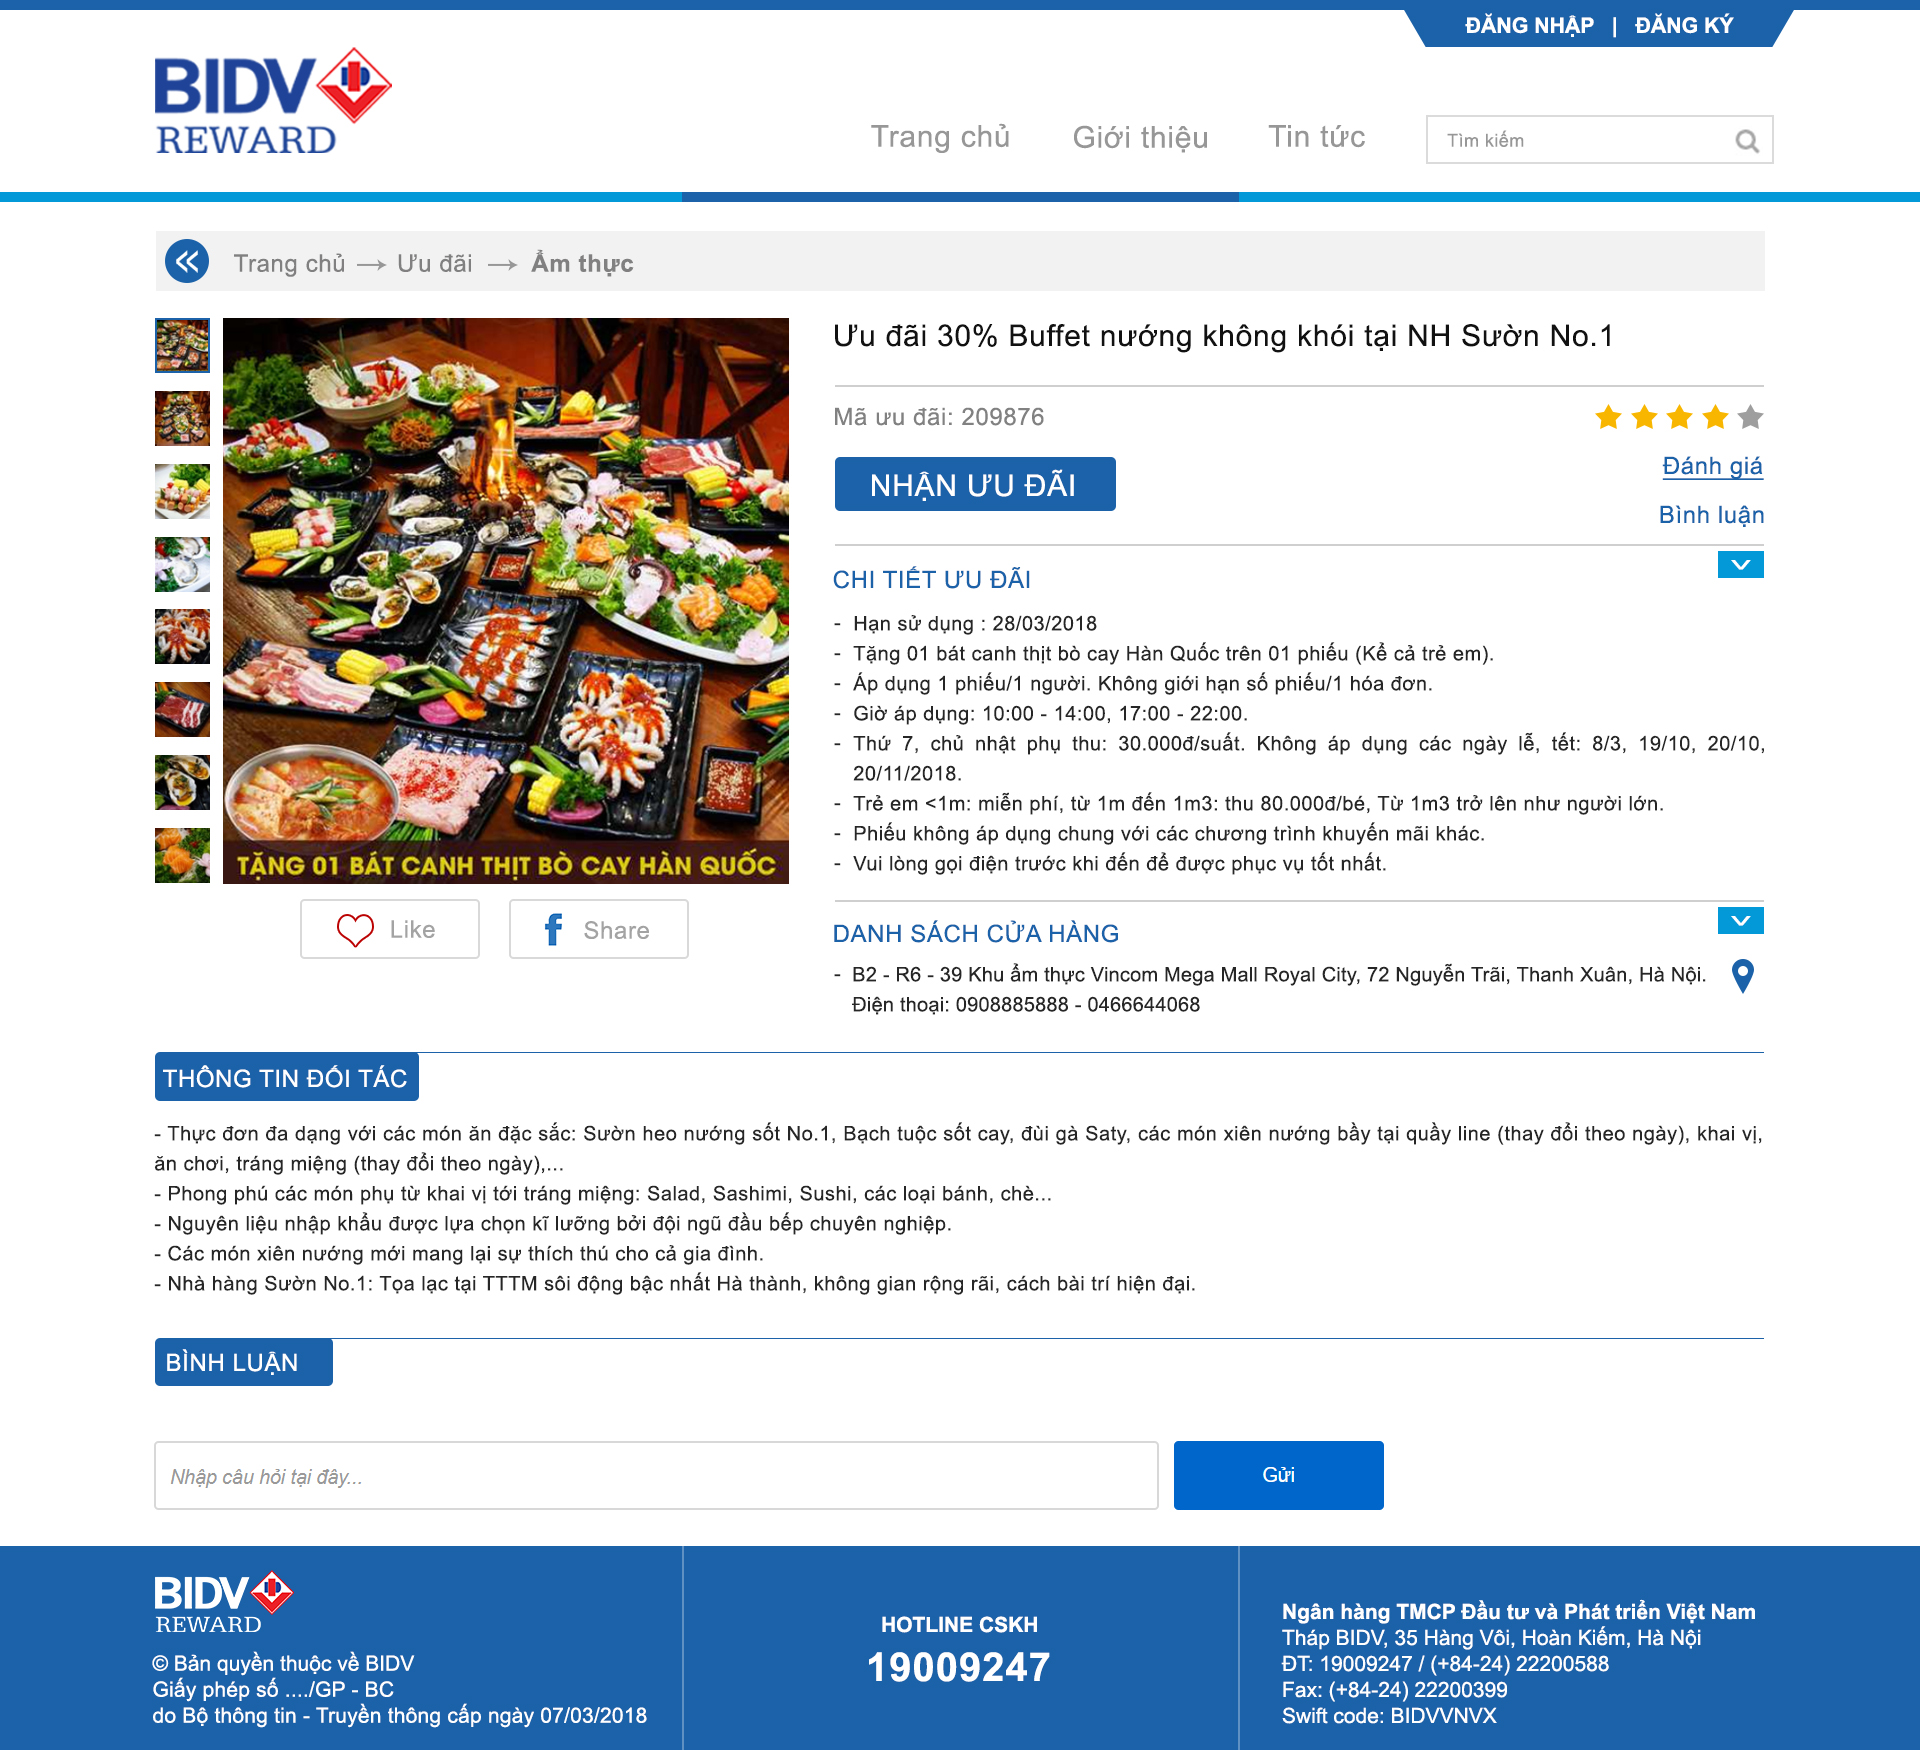 ĐĂNG NHẬP | ĐĂNG KÝ
BIDV
REWARD
Trang chủ Giới thiệu Tin tức Tìm kiếm
Trang chủ → Ưu đãi → Ẩm thực
Ưu đãi 30% Buffet nướng không khói tại NH Sườn No.1
Mã ưu đãi: 209876
NHẬN ƯU ĐÃI
Đánh giá
Bình luận
CHI TIẾT ƯU ĐÃI
- Hạn sử dụng : 28/03/2018
- Tặng 01 bát canh thịt bò cay Hàn Quốc trên 01 phiếu (Kể cả trẻ em).
- Áp dụng 1 phiếu/1 người. Không giới hạn số phiếu/1 hóa đơn.
- Giờ áp dụng: 10:00 - 14:00, 17:00 - 22:00.
- Thứ 7, chủ nhật phụ thu: 30.000đ/suất. Không áp dụng các ngày lễ, tết: 8/3, 19/10, 20/10,
20/11/2018.
- Trẻ em <1m: miễn phí, từ 1m đến 1m3: thu 80.000đ/bé, Từ 1m3 trở lên như người lớn.
- Phiếu không áp dụng chung với các chương trình khuyến mãi khác.
- Vui lòng gọi điện trước khi đến để được phục vụ tốt nhất.
TẶNG 01 BÁT CANH THỊT BÒ CAY HÀN QUỐC
Like Share
DANH SÁCH CỬA HÀNG
- B2 - R6 - 39 Khu ẩm thực Vincom Mega Mall Royal City, 72 Nguyễn Trãi, Thanh Xuân, Hà Nội.
Điện thoại: 0908885888 - 0466644068
THÔNG TIN ĐỐI TÁC
- Thực đơn đa dạng với các món ăn đặc sắc: Sườn heo nướng sốt No.1, Bạch tuộc sốt cay, đùi gà Saty, các món xiên nướng bầy tại quầy line (thay đổi theo ngày), khai vị,
ăn chơi, tráng miệng (thay đổi theo ngày),...
- Phong phú các món phụ từ khai vị tới tráng miệng: Salad, Sashimi, Sushi, các loại bánh, chè...
- Nguyên liệu nhập khẩu được lựa chọn kĩ lưỡng bởi đội ngũ đầu bếp chuyên nghiệp.
- Các món xiên nướng mới mang lại sự thích thú cho cả gia đình.
- Nhà hàng Sườn No.1: Tọa lạc tại TTTM sôi động bậc nhất Hà thành, không gian rộng rãi, cách bài trí hiện đại.
BÌNH LUẬN
Nhập câu hỏi tại đây...
Gửi
BIDV
REWARD
© Bản quyền thuộc về BIDV
Giấy phép số ..../GP - BC
do Bộ thông tin - Truyền thông cấp ngày 07/03/2018
HOTLINE CSKH
19009247
Ngân hàng TMCP Đầu tư và Phát triển Việt Nam
Tháp BIDV, 35 Hàng Vôi, Hoàn Kiếm, Hà Nội
ĐT: 19009247 / (+84-24) 22200588
Fax: (+84-24) 22200399
Swift code: BIDVVNVX